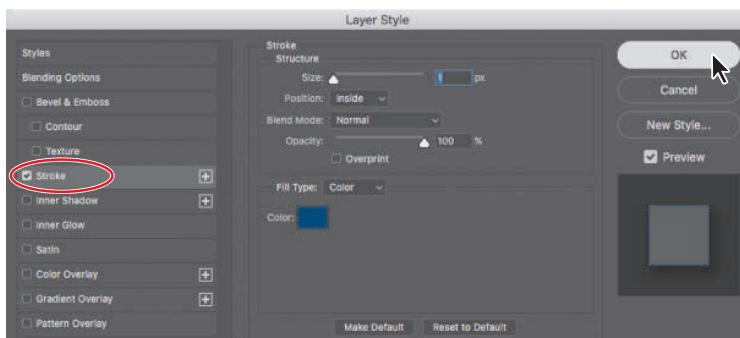 Layer Style
Styles
Blending Options
Bevel & Emboss
Contour
Texture
Stroke
Inner Shadow
Inner Glow
Satin
Color Overlay
Gradient Overlay
Pattern Overlay
Stroke
Structure
Size: 1 px
Position: Inside
Blend Mode: Normal
Opacity: 100 %
Overprint
Fill Type: Color
Color:
Make Default Reset to Default
OK
Cancel
New Style...
Preview